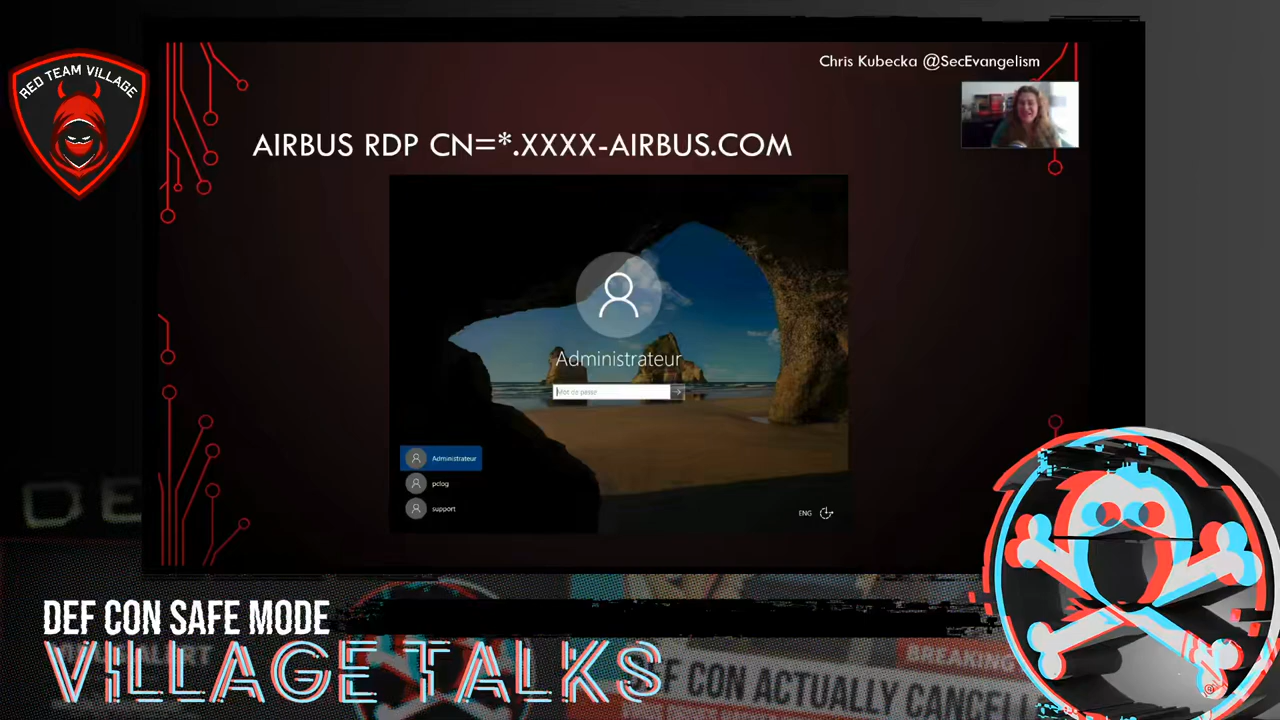 RED TEAM VILLAGE
Chris Kubecka @SecEvangelism
AIRBUS RDP CN=*.XXXX-AIRBUS.COM
Administrateur
Mot de passe
Administrateur
pclog
support
ENG
DEF CON SAFE MODE
VILLAGE TALKS
BREAKING
DEF CON ACTUALLY CANCELL